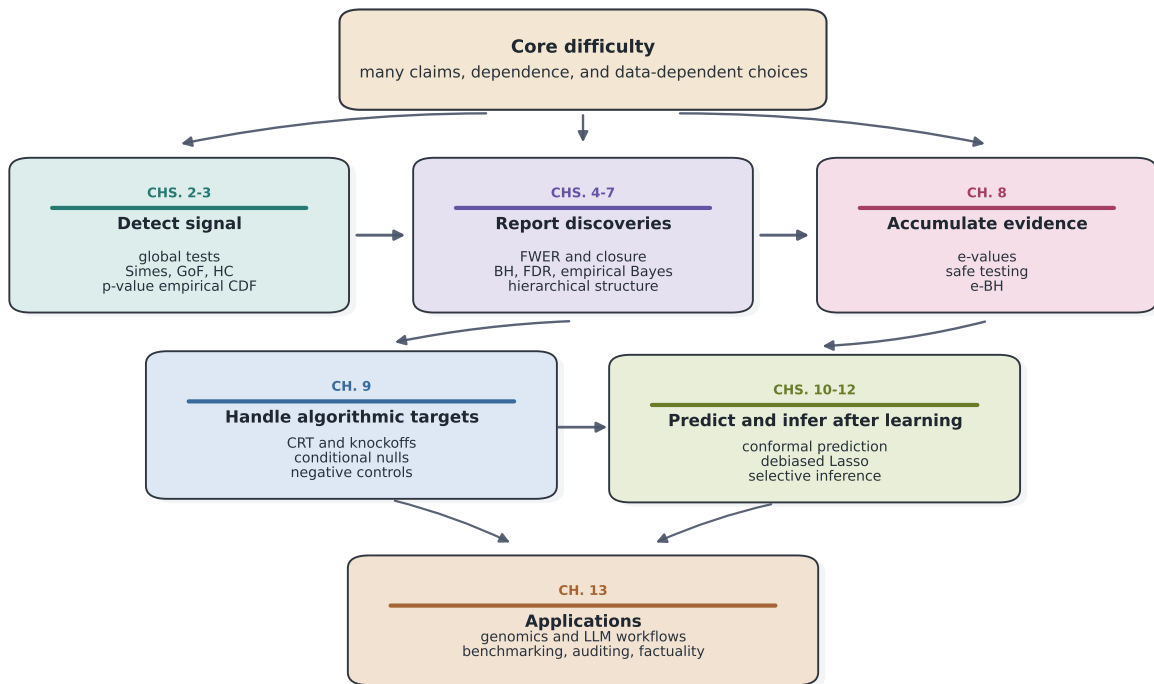 Core difficulty
many claims, dependence, and data-dependent choices
CHS. 2-3
Detect signal
global tests
Simes, GoF, HC
p-value empirical CDF
CHS. 4-7
Report discoveries
FWER and closure
BH, FDR, empirical Bayes
hierarchical structure
CH. 8
Accumulate evidence
e-values
safe testing
e-BH
CH. 9
Handle algorithmic targets
CRT and knockoffs
conditional nulls
negative controls
CHS. 10-12
Predict and infer after learning
conformal prediction
debiased Lasso
selective inference
CH. 13
Applications
genomics and LLM workflows
benchmarking, auditing, factuality